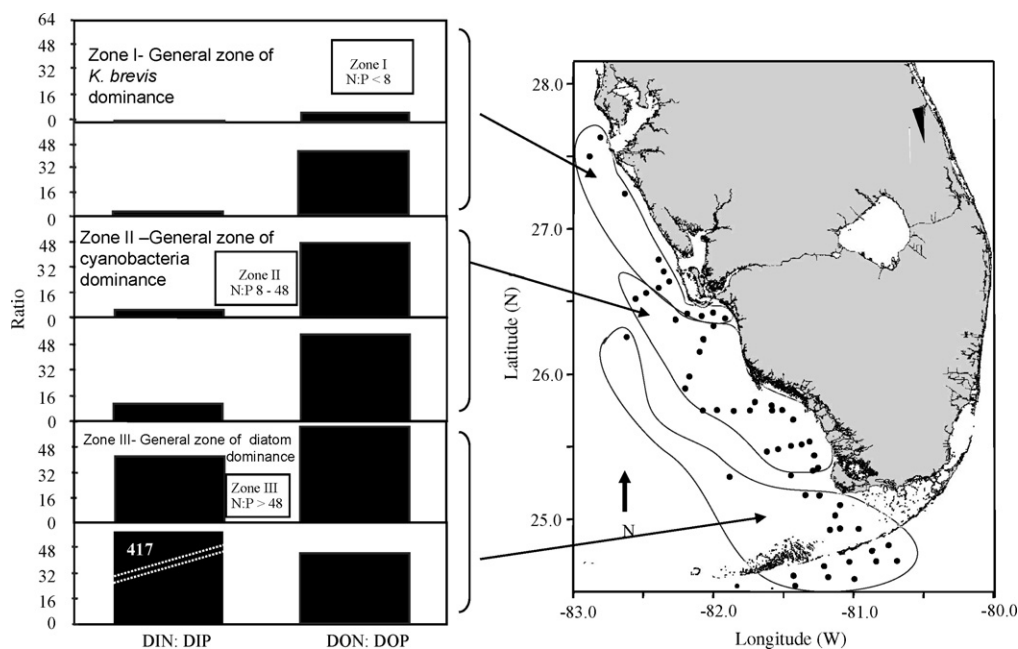 64
48
32
16
0
48
32
16
0
48
32
16
0
48
32
16
0
48
32
16
0
48
32
16
0
Ratio
Zone I- General zone of
K. brevis
dominance
Zone I
N:P < 8
Zone II –General zone of
cyanobacteria
dominance
Zone II
N:P 8 - 48
Zone III- General zone of diatom
dominance
Zone III
N:P > 48
417
DIN: DIP
DON: DOP
28.0
27.0
26.0
25.0
Latitude (N)
N
-83.0
-82.0
-81.0
-80.0
Longitude (W)